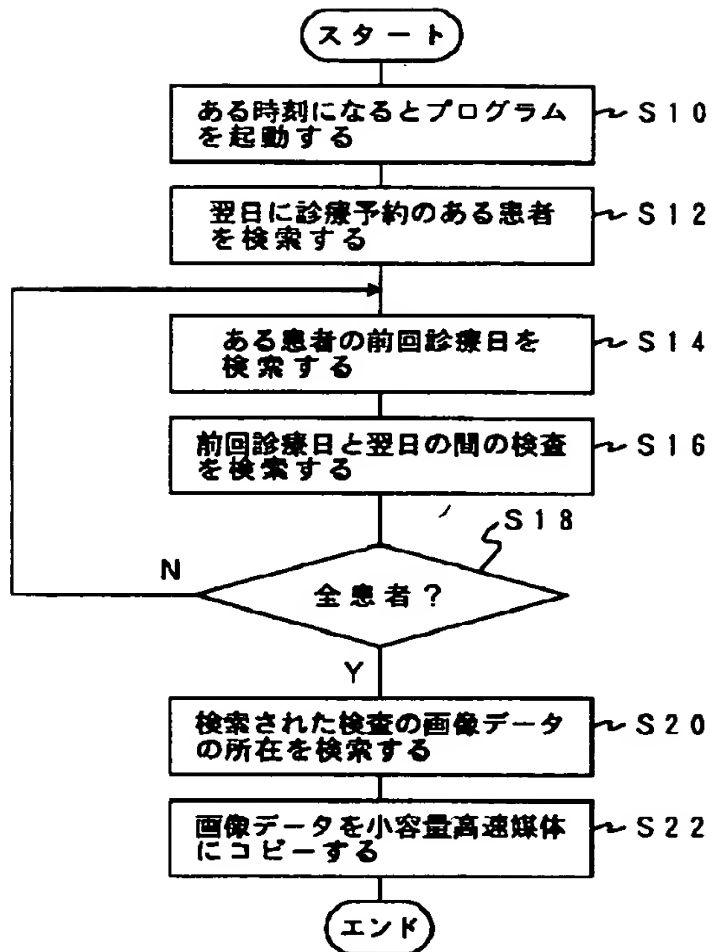 スタート
ある時刻になるとプログラム
を起動する
S10
翌日に診療予約のある患者
を検索する
S12
ある患者の前回診療日を
検索する
S14
前回診療日と翌日の間の検査
を検索する
S16
S18
N
全患者?
Y
検索された検査の画像データ
の所在を検索する
S20
画像データを小容量高速媒体
にコピーする
S22
エンド